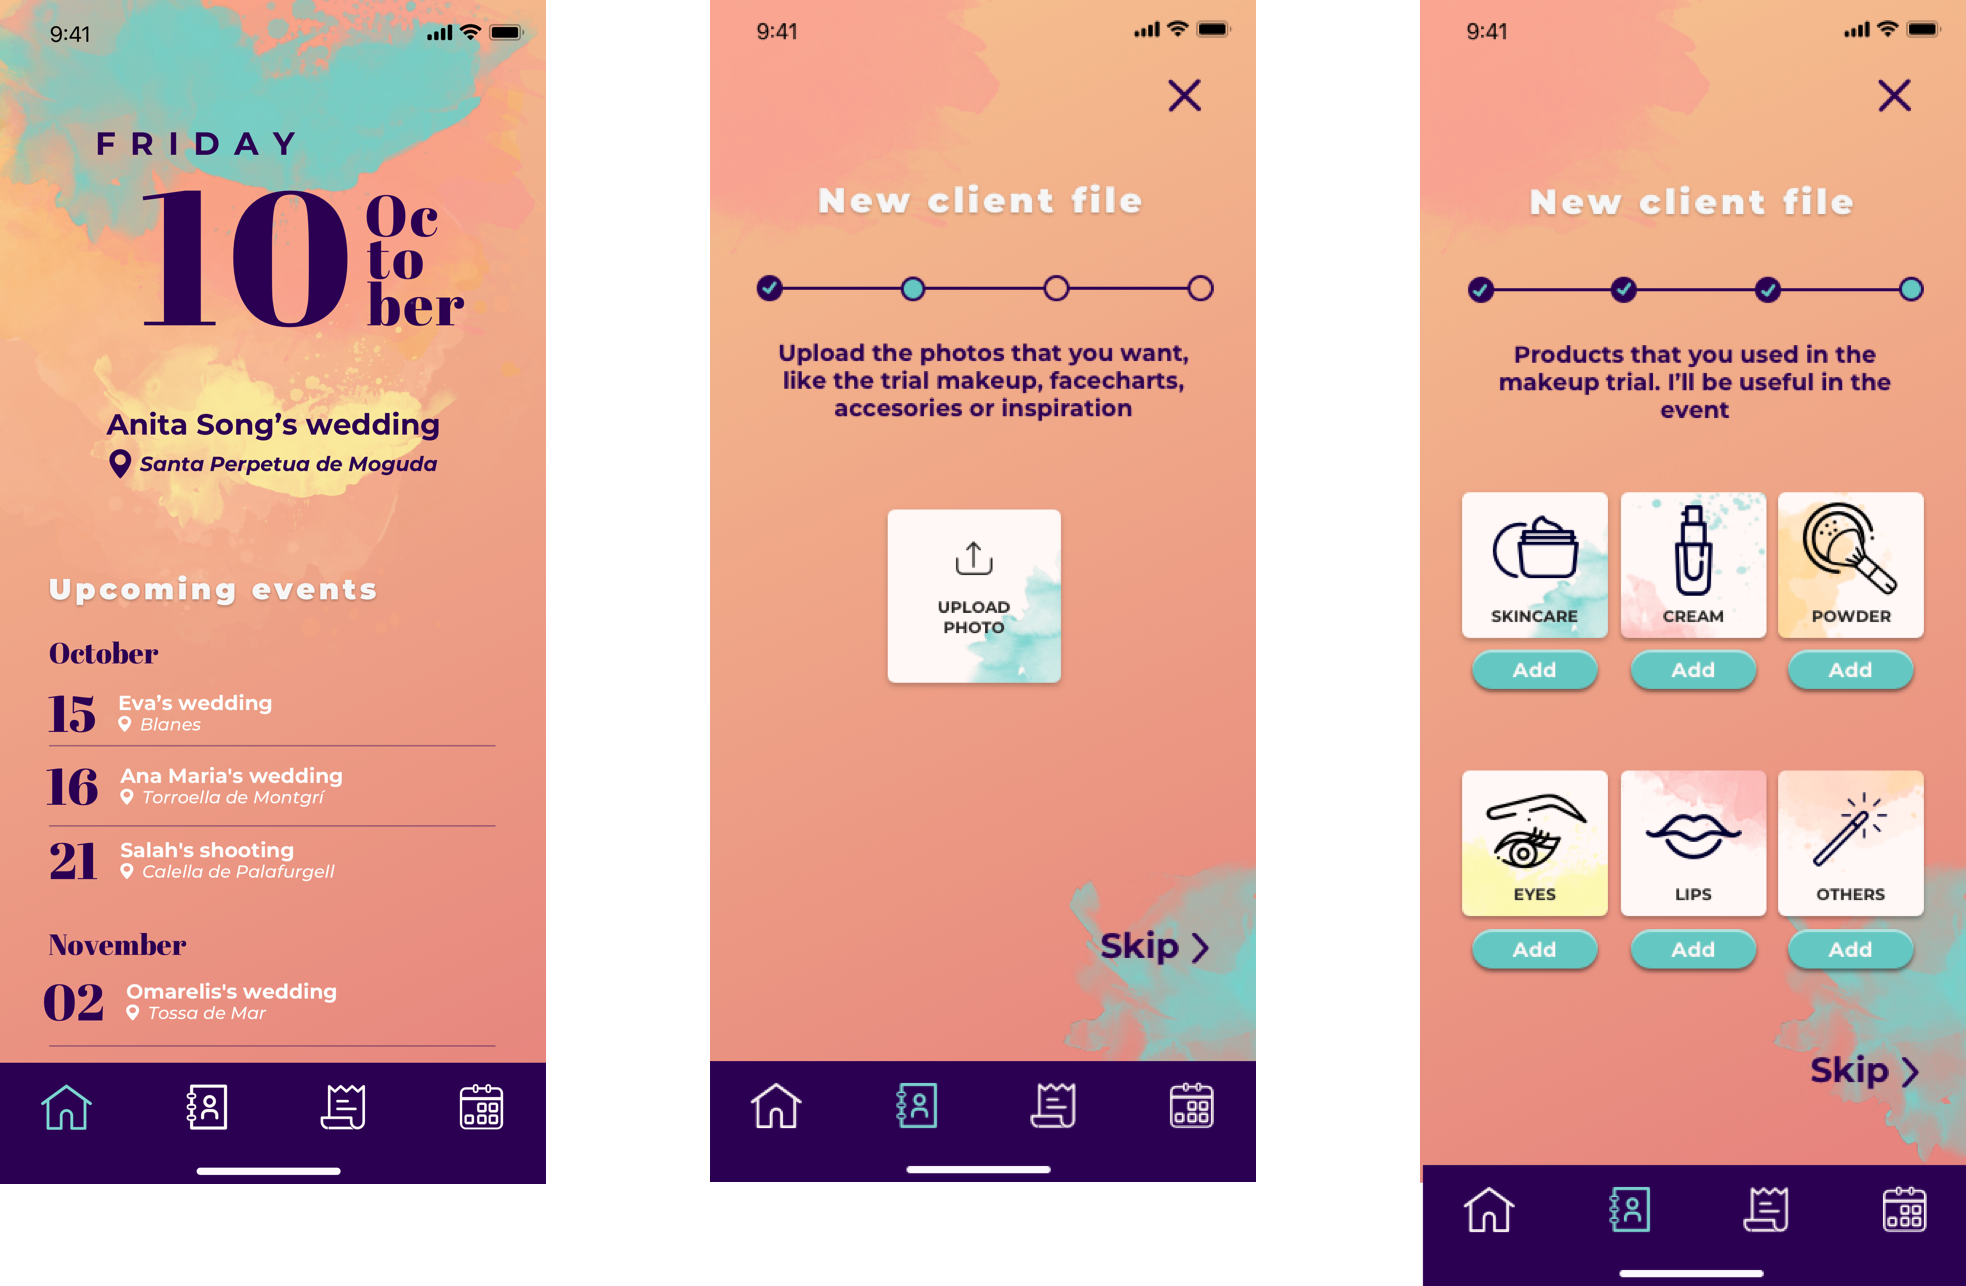 9:41
FRIDAY
10
Oc
to
ber
Anita Song’s wedding
Santa Perpetua de Moguda
Upcoming events
October
15
Eva’s wedding
Blanes
16
Ana Maria's wedding
Torroella de Montgrí
21
Salah's shooting
Calella de Palafurgell
November
02
Omarelis's wedding
Tossa de Mar
9:41
New client file
Upload the photos that you want,
like the trial makeup, facecharts,
accesories or inspiration
UPLOAD
PHOTO
Skip
9:41
New client file
Products that you used in the
makeup trial. I’ll be useful in the
event
SKINCARE
CREAM
POWDER
Add
Add
Add
EYES
LIPS
OTHERS
Add
Add
Add
Skip